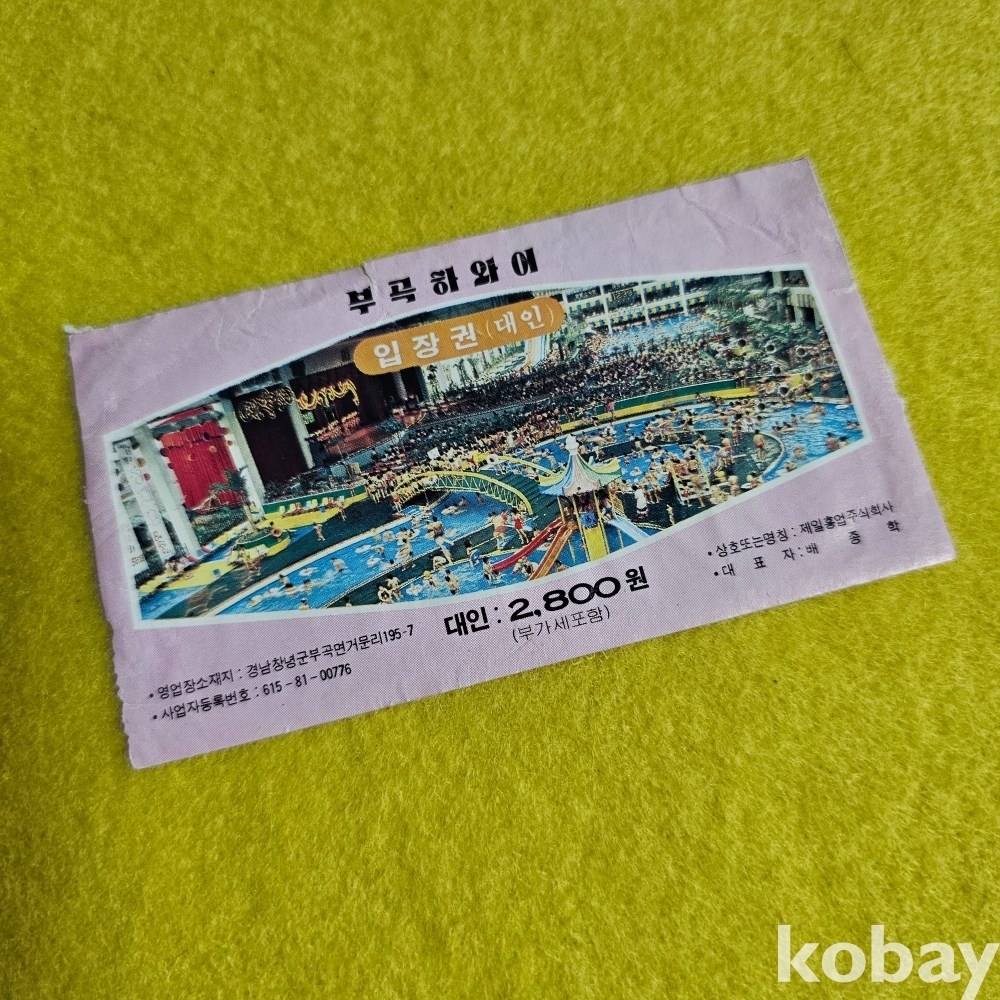 부곡하와이
입장권(대인)
대인 : 2,800원
(부가세포함)
• 상호또는명칭 : 제일흥업주식회사
• 대 표 자 : 배 종 학
• 영업장소재지 : 경남창녕군부곡면거문리195-7
• 사업자등록번호 : 615-81-00776
kobay